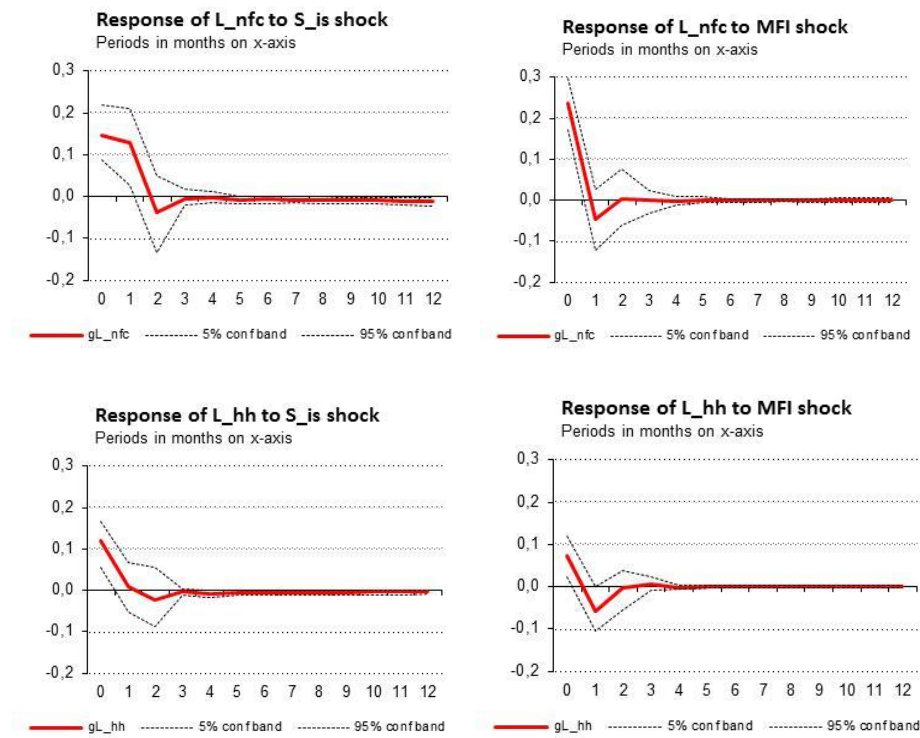 Response of L_nfc to S_is shock
Periods in months on x-axis
0,3
0,2
0,1
0,0
-0,1
-0,2
0 1 2 3 4 5 6 7 8 9 10 11 12
gL_nfc 5% conf band 95% conf band
Response of L_nfc to MFI shock
Periods in months on x-axis
0,3
0,2
0,1
0,0
-0,1
-0,2
0 1 2 3 4 5 6 7 8 9 10 11 12
gL_nfc 5% conf band 95% conf band
Response of L_hh to S_is shock
Periods in months on x-axis
0,3
0,2
0,1
0,0
-0,1
-0,2
0 1 2 3 4 5 6 7 8 9 10 11 12
gL_hh 5% conf band 95% conf band
Response of L_hh to MFI shock
Periods in months on x-axis
0,3
0,2
0,1
0,0
-0,1
-0,2
0 1 2 3 4 5 6 7 8 9 10 11 12
gL_hh 5% conf band 95% conf band